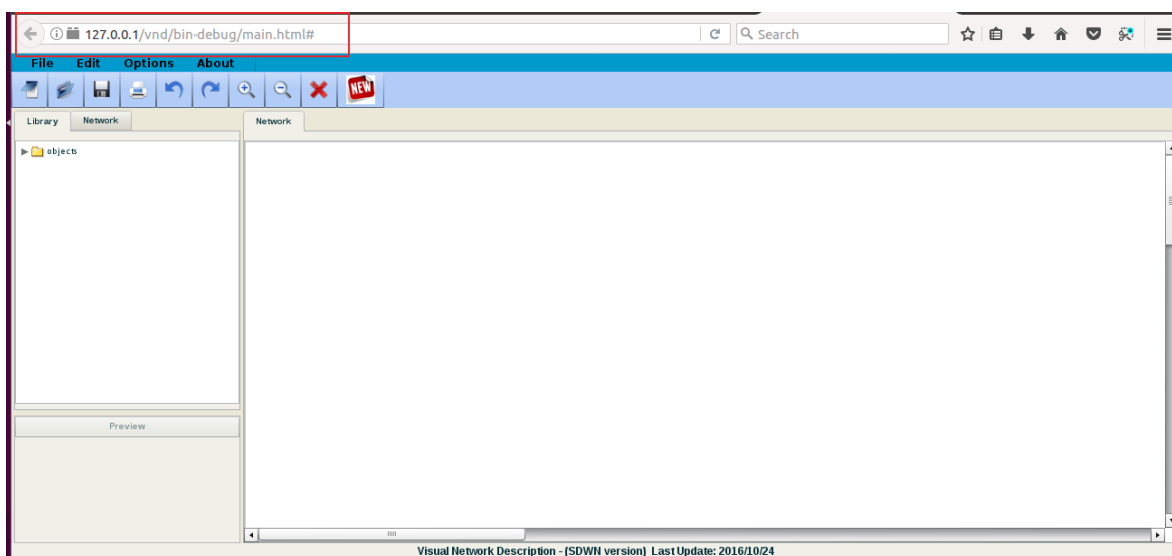 127.0.0.1/vnd/bin-debug/main.html#
Search
File Edit Options About
NEW
Library Network
Network
objects
Preview
Visual Network Description - (SDWN version) Last Update: 2016/10/24